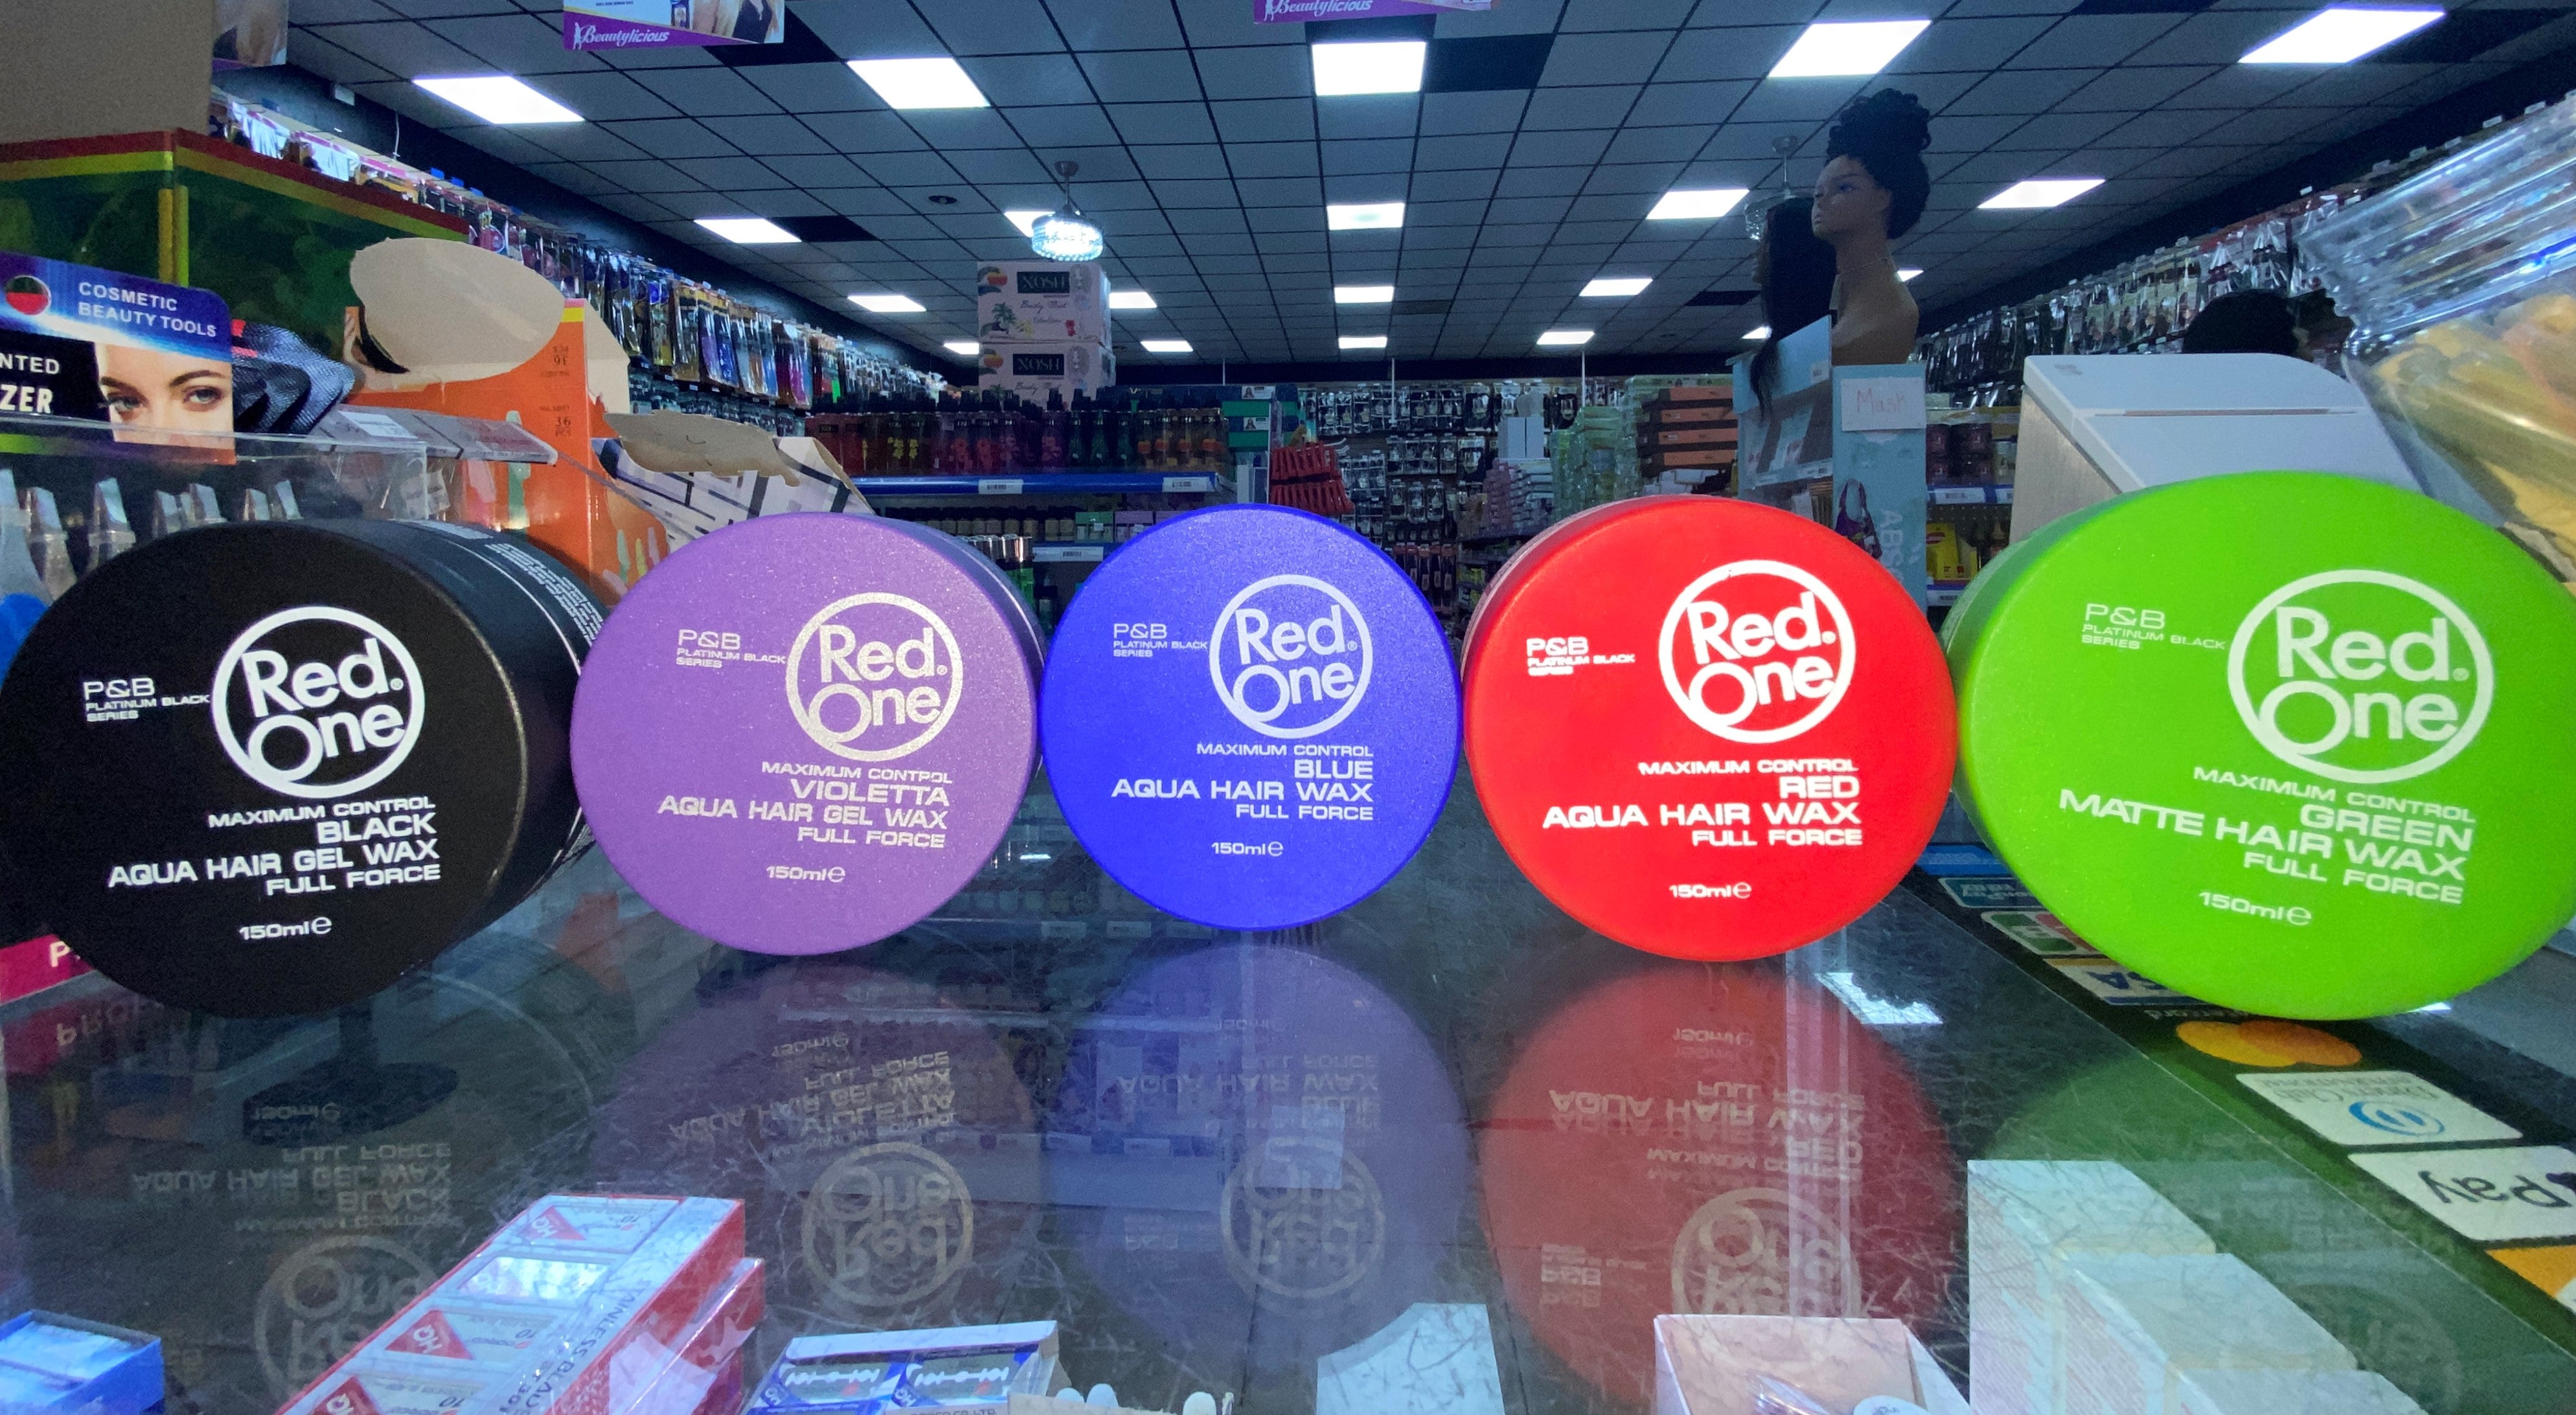 Beautylicious
Beautylicious
COSMETIC
BEAUTY TOOLS
NTED
ZER
XOSH
Body Mist
XOSH
Body Mist
Mask
P&B
PLATINUM BLACK
SERIES
Red.®
One
MAXIMUM CONTROL
BLACK
AQUA HAIR GEL WAX
FULL FORCE
150ml e
P&B
PLATINUM BLACK
SERIES
Red.®
One
MAXIMUM CONTROL
VIOLETTA
AQUA HAIR GEL WAX
FULL FORCE
150ml e
P&B
PLATINUM BLACK
SERIES
Red.®
One
MAXIMUM CONTROL
BLUE
AQUA HAIR WAX
FULL FORCE
150ml e
P&B
PLATINUM BLACK
SERIES
Red.®
One
MAXIMUM CONTROL
RED
AQUA HAIR WAX
FULL FORCE
150ml e
P&B
PLATINUM BLACK
SERIES
Red.®
One
MAXIMUM CONTROL
GREEN
MATTE HAIR WAX
FULL FORCE
150ml e
Pay